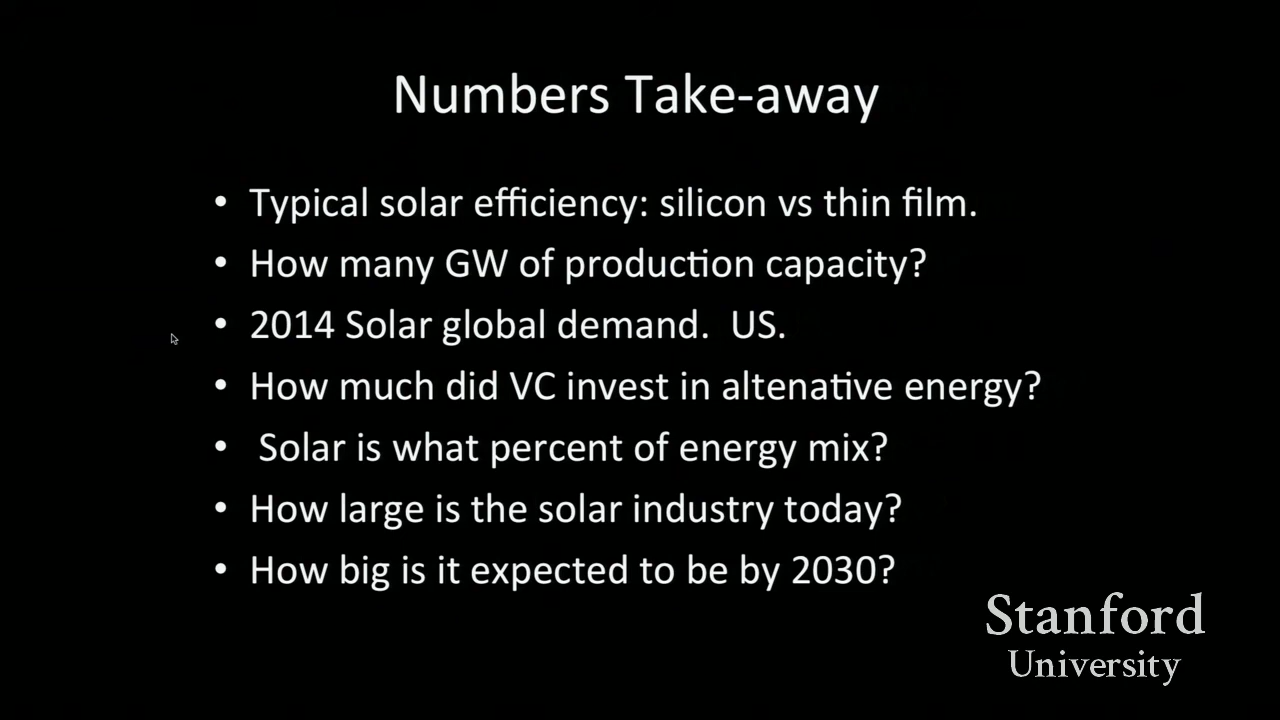 Numbers Take-away
• Typical solar efficiency: silicon vs thin film.
• How many GW of production capacity?
• 2014 Solar global demand.  US.
• How much did VC invest in altenative energy?
• Solar is what percent of energy mix?
• How large is the solar industry today?
• How big is it expected to be by 2030?
Stanford
University